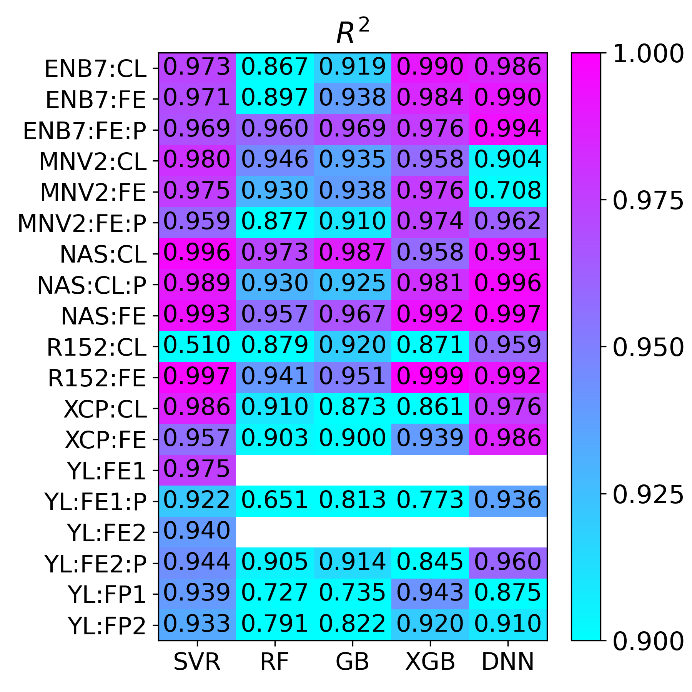 R²
ENB7:CL 0.973 0.867 0.919 0.990 0.986
ENB7:FE 0.971 0.897 0.938 0.984 0.990
ENB7:FE:P 0.969 0.960 0.969 0.976 0.994
MNV2:CL 0.980 0.946 0.935 0.958 0.904
MNV2:FE 0.975 0.930 0.938 0.976 0.708
MNV2:FE:P 0.959 0.877 0.910 0.974 0.962
NAS:CL 0.996 0.973 0.987 0.958 0.991
NAS:CL:P 0.989 0.930 0.925 0.981 0.996
NAS:FE 0.993 0.957 0.967 0.992 0.997
R152:CL 0.510 0.879 0.920 0.871 0.959
R152:FE 0.997 0.941 0.951 0.999 0.992
XCP:CL 0.986 0.910 0.873 0.861 0.976
XCP:FE 0.957 0.903 0.900 0.939 0.986
YL:FE1 0.975
YL:FE1:P 0.922 0.651 0.813 0.773 0.936
YL:FE2 0.940
YL:FE2:P 0.944 0.905 0.914 0.845 0.960
YL:FP1 0.939 0.727 0.735 0.943 0.875
YL:FP2 0.933 0.791 0.822 0.920 0.910
SVR RF GB XGB DNN
1.000
0.975
0.950
0.925
0.900